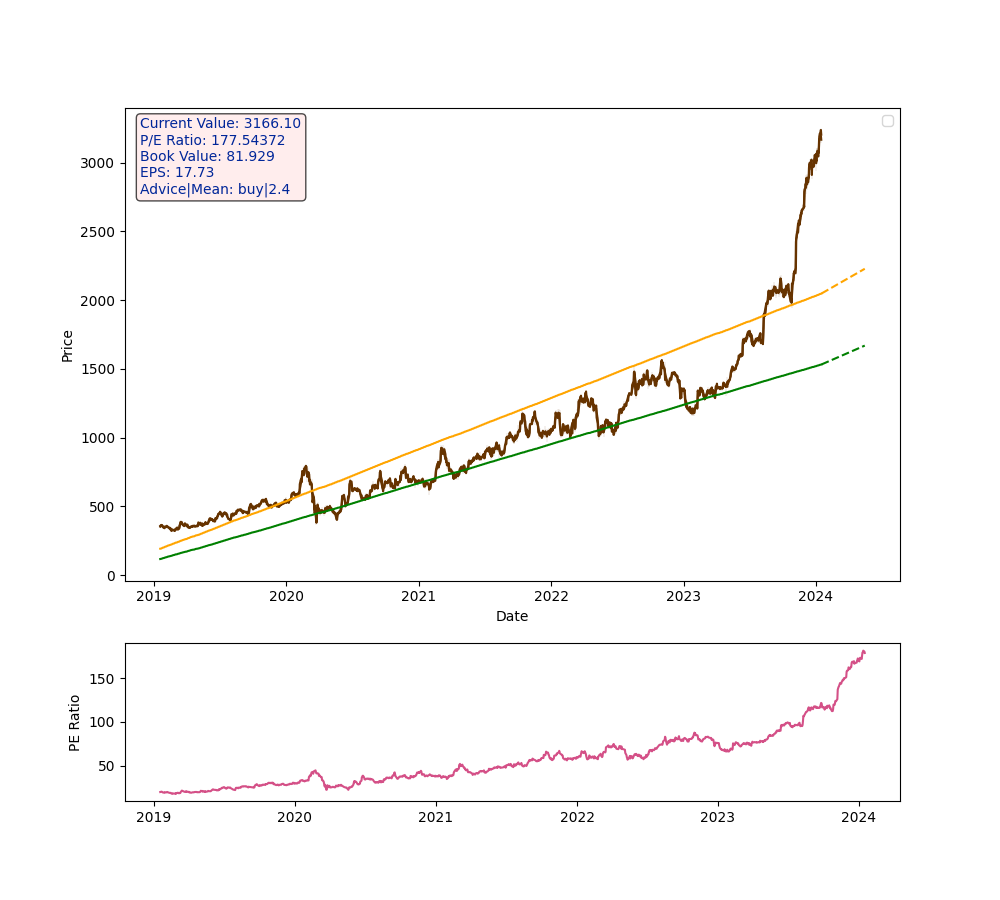 Current Value: 3166.10
P/E Ratio: 177.54372
Book Value: 81.929
EPS: 17.73
Advice|Mean: buy|2.4
Price
3000
2500
2000
1500
1000
500
0
2019 2020 2021 2022 2023 2024
Date
PE Ratio
150
100
50
2019 2020 2021 2022 2023 2024